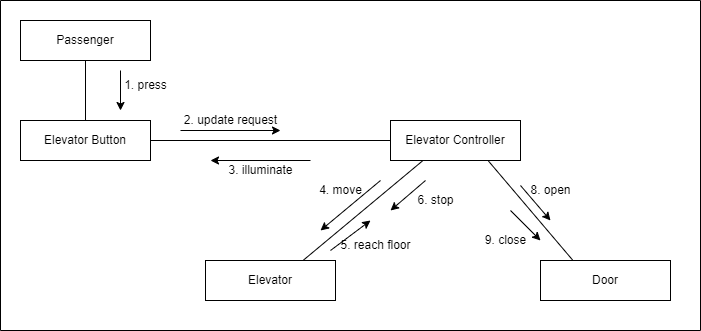 Passenger
1. press
2. update request
Elevator Button
Elevator Controller
3. illuminate
4. move
8. open
6. stop
9. close
5. reach floor
Elevator
Door